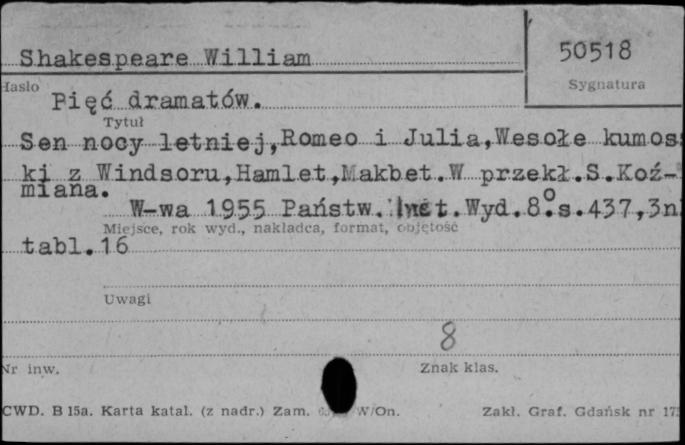 Shakespeare William
50518
Hasło
Sygnatura
Pięć dramatów.
Tytuł
Sen nocy letniej,Romeo i Julia,Wesołe kumos
ki z Windsoru,Hamlet,Makbet.W przekł.S.Koź-
miana.
W-wa 1955 Państw.Inst.Wyd.8.°s.437,3n
Miejsce, rok wyd., nakładca, format, objętość
tabl.16
Uwagi
8
Nr inw.
Znak klas.
CWD. B 15a. Karta katal. (z nadr.) Zam. W/On.
Zakł. Graf. Gdańsk nr